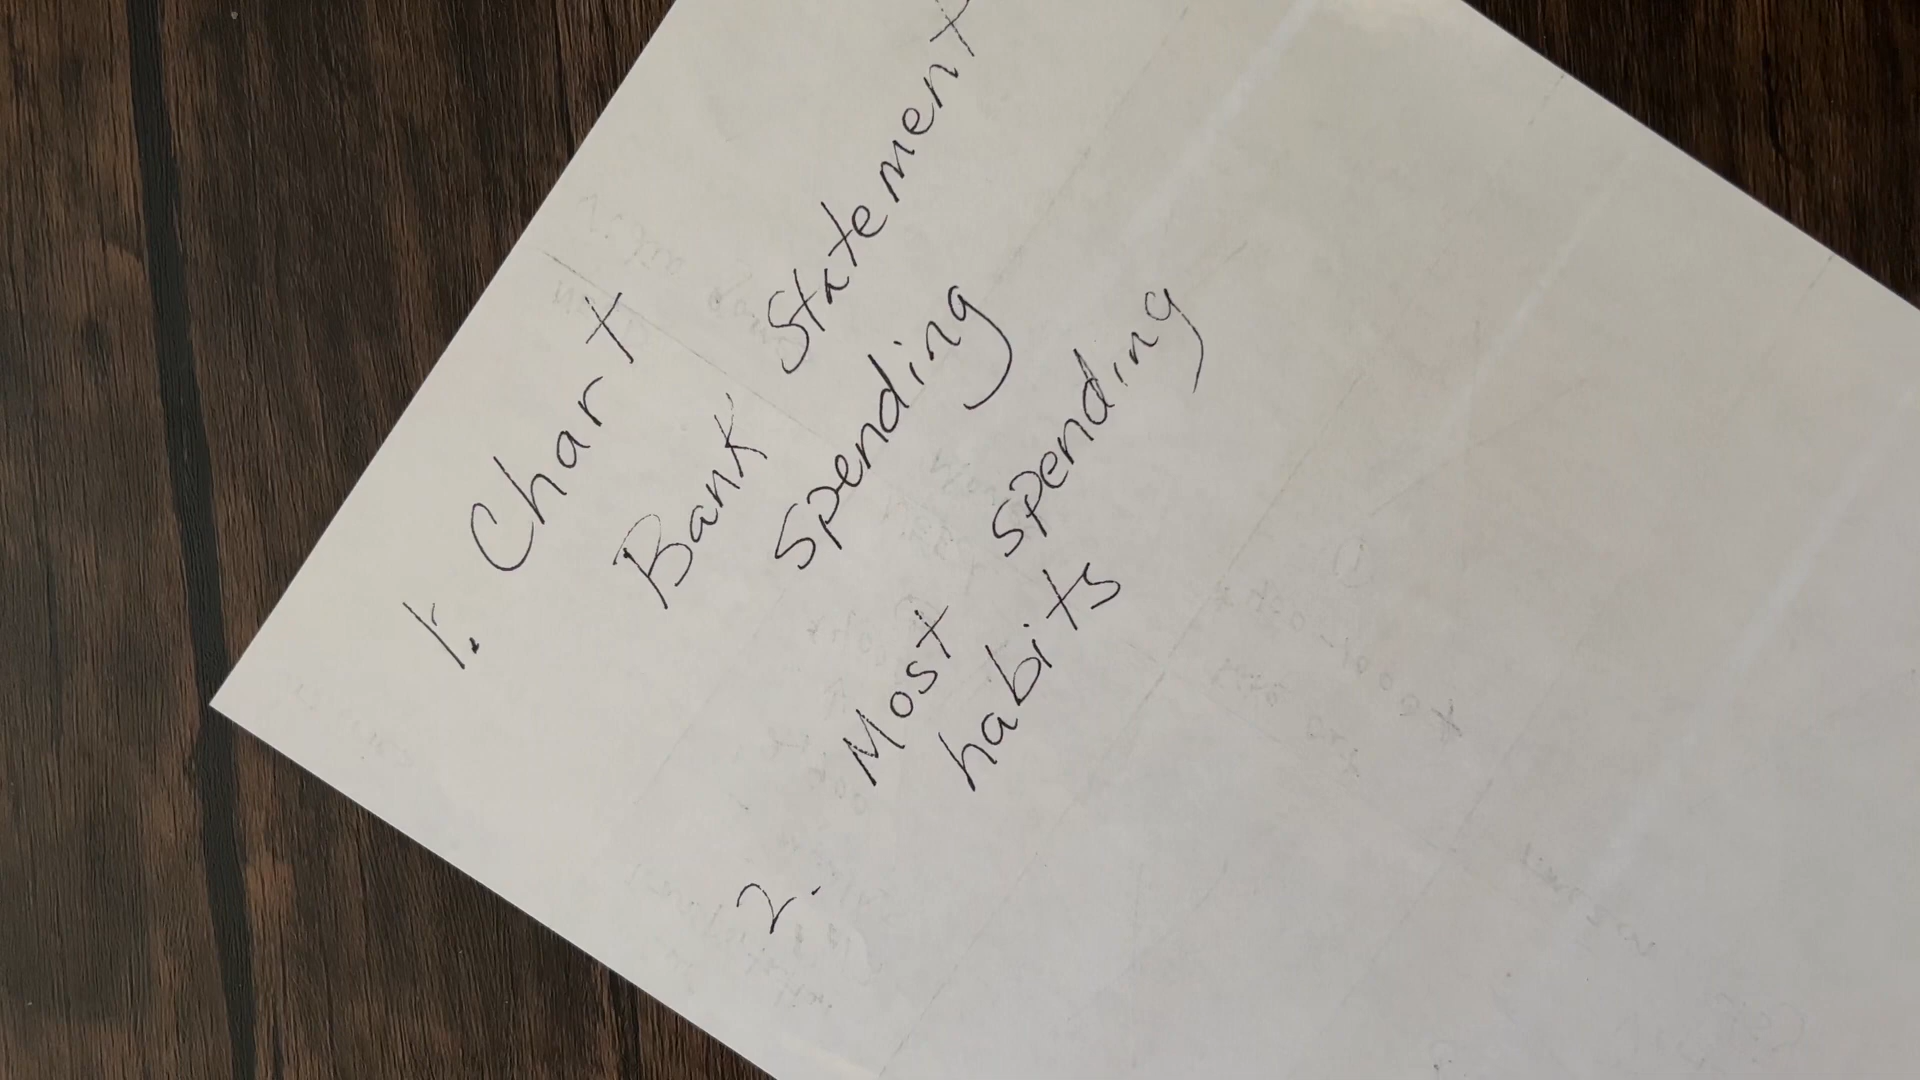 1. Chart
Bank Statement
spending
2. Most spending
habits